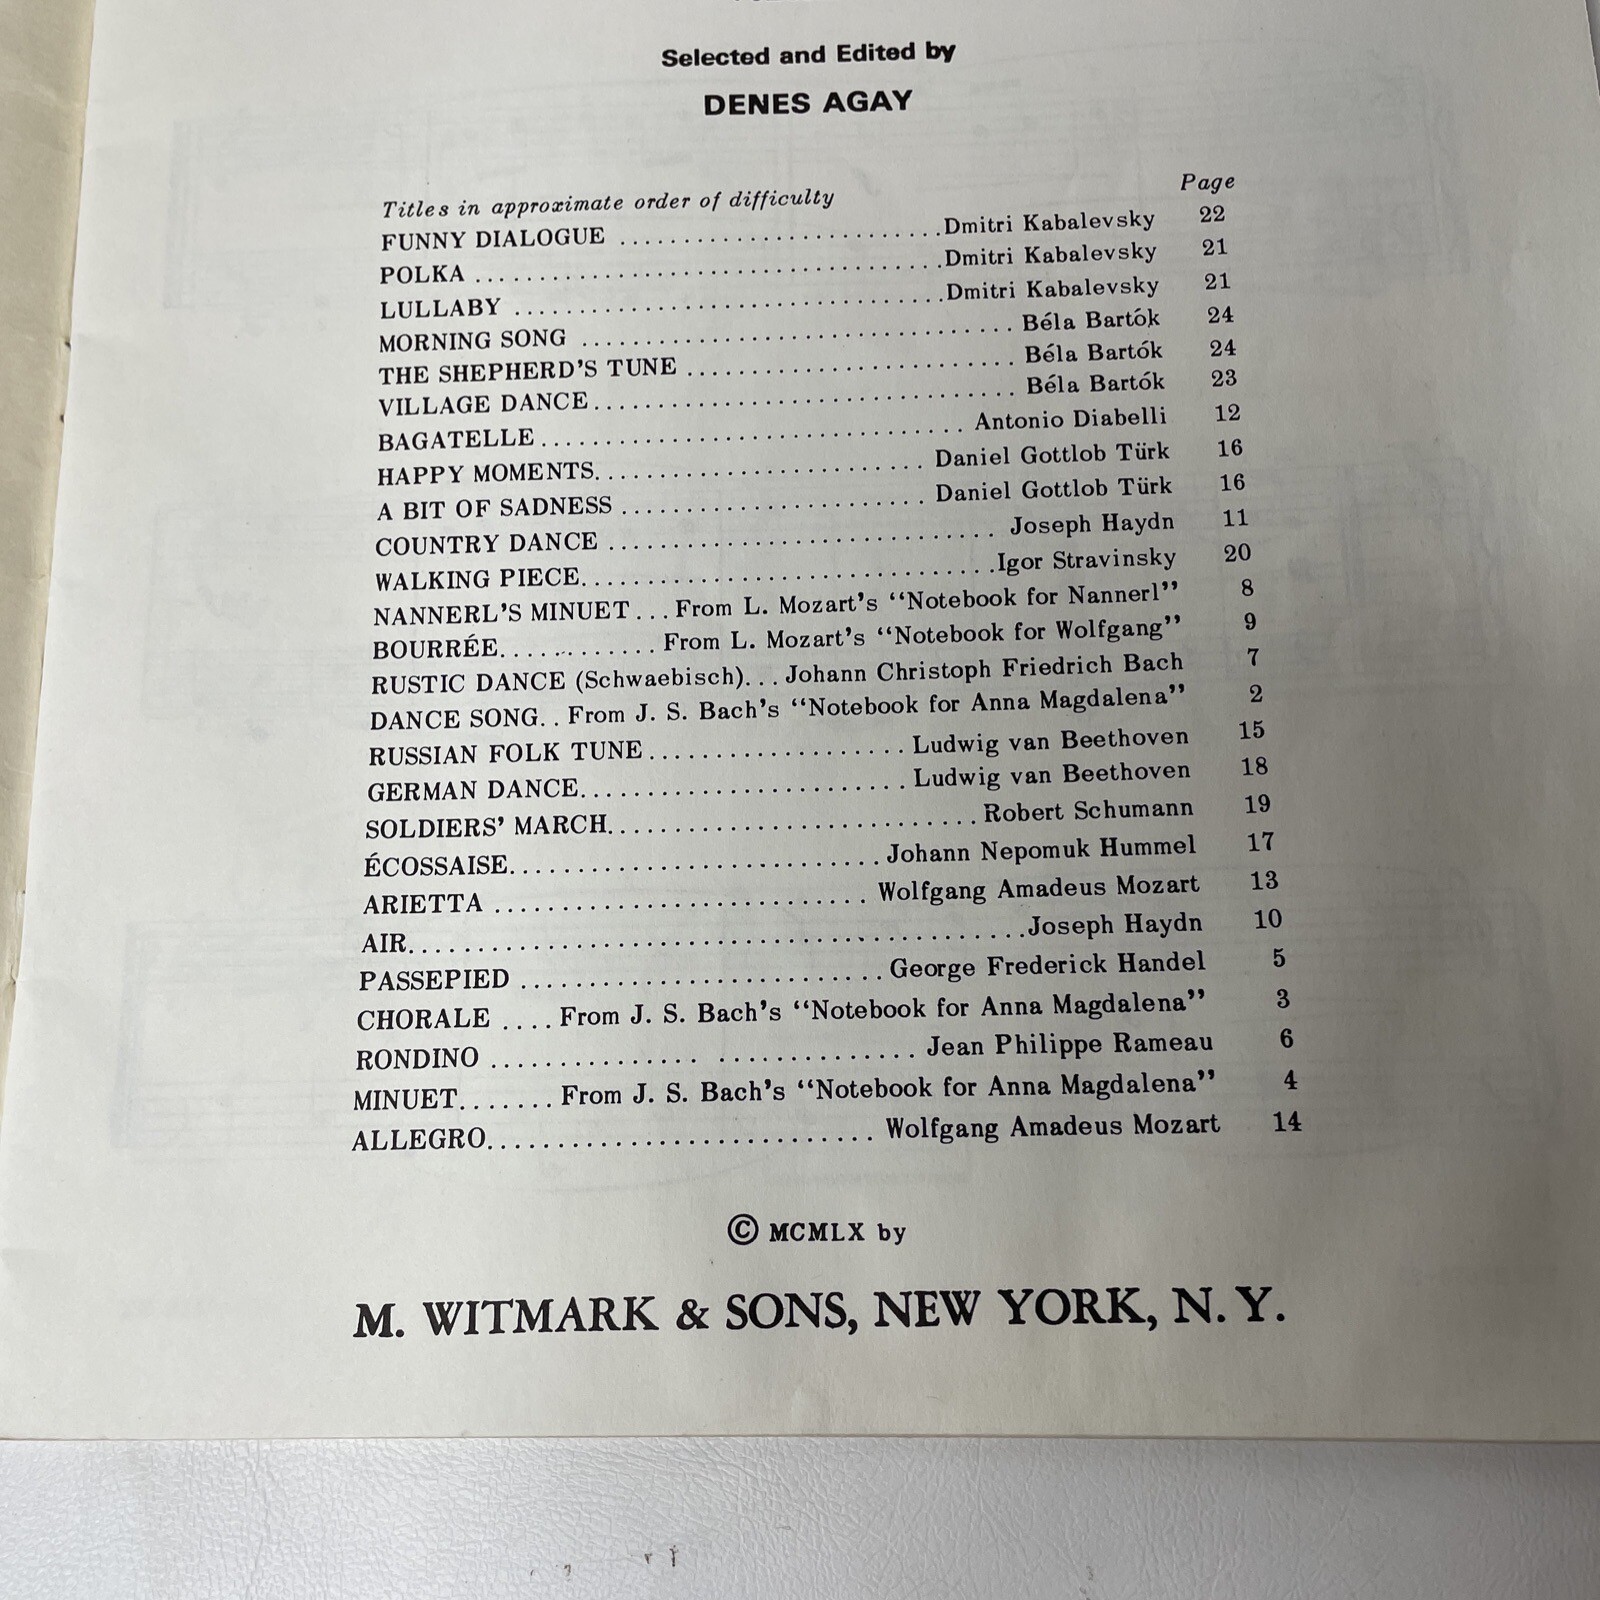 Selected and Edited by
DENES AGAY
Titles in approximate order of difficulty Page
FUNNY DIALOGUE ......................... Dmitri Kabalevsky 22
POLKA ..................................... Dmitri Kabalevsky 21
LULLABY .................................. Dmitri Kabalevsky 21
MORNING SONG .................................. Béla Bartók 24
THE SHEPHERD'S TUNE .......................... Béla Bartók 24
VILLAGE DANCE ................................. Béla Bartók 23
BAGATELLE ................................. Antonio Diabelli 12
HAPPY MOMENTS .......................... Daniel Gottlob Türk 16
A BIT OF SADNESS ........................ Daniel Gottlob Türk 16
COUNTRY DANCE ............................... Joseph Haydn 11
WALKING PIECE ................................ Igor Stravinsky 20
NANNERL'S MINUET ... From L. Mozart's “Notebook for Nannerl” 8
BOURRÉE ............ From L. Mozart's “Notebook for Wolfgang” 9
RUSTIC DANCE (Schwaebisch)... Johann Christoph Friedrich Bach 7
DANCE SONG.. From J. S. Bach's “Notebook for Anna Magdalena” 2
RUSSIAN FOLK TUNE .................... Ludwig van Beethoven 15
GERMAN DANCE .......................... Ludwig van Beethoven 18
SOLDIERS' MARCH ............................. Robert Schumann 19
ÉCOSSAISE ............................. Johann Nepomuk Hummel 17
ARIETTA ............................ Wolfgang Amadeus Mozart 13
AIR ............................................. Joseph Haydn 10
PASSEPIED ............................ George Frederick Handel 5
CHORALE .... From J. S. Bach's “Notebook for Anna Magdalena” 3
RONDINO ............... ............... Jean Philippe Rameau 6
MINUET ....... From J. S. Bach's “Notebook for Anna Magdalena” 4
ALLEGRO ............................ Wolfgang Amadeus Mozart 14
© MCMLX by
M. WITMARK & SONS, NEW YORK, N. Y.